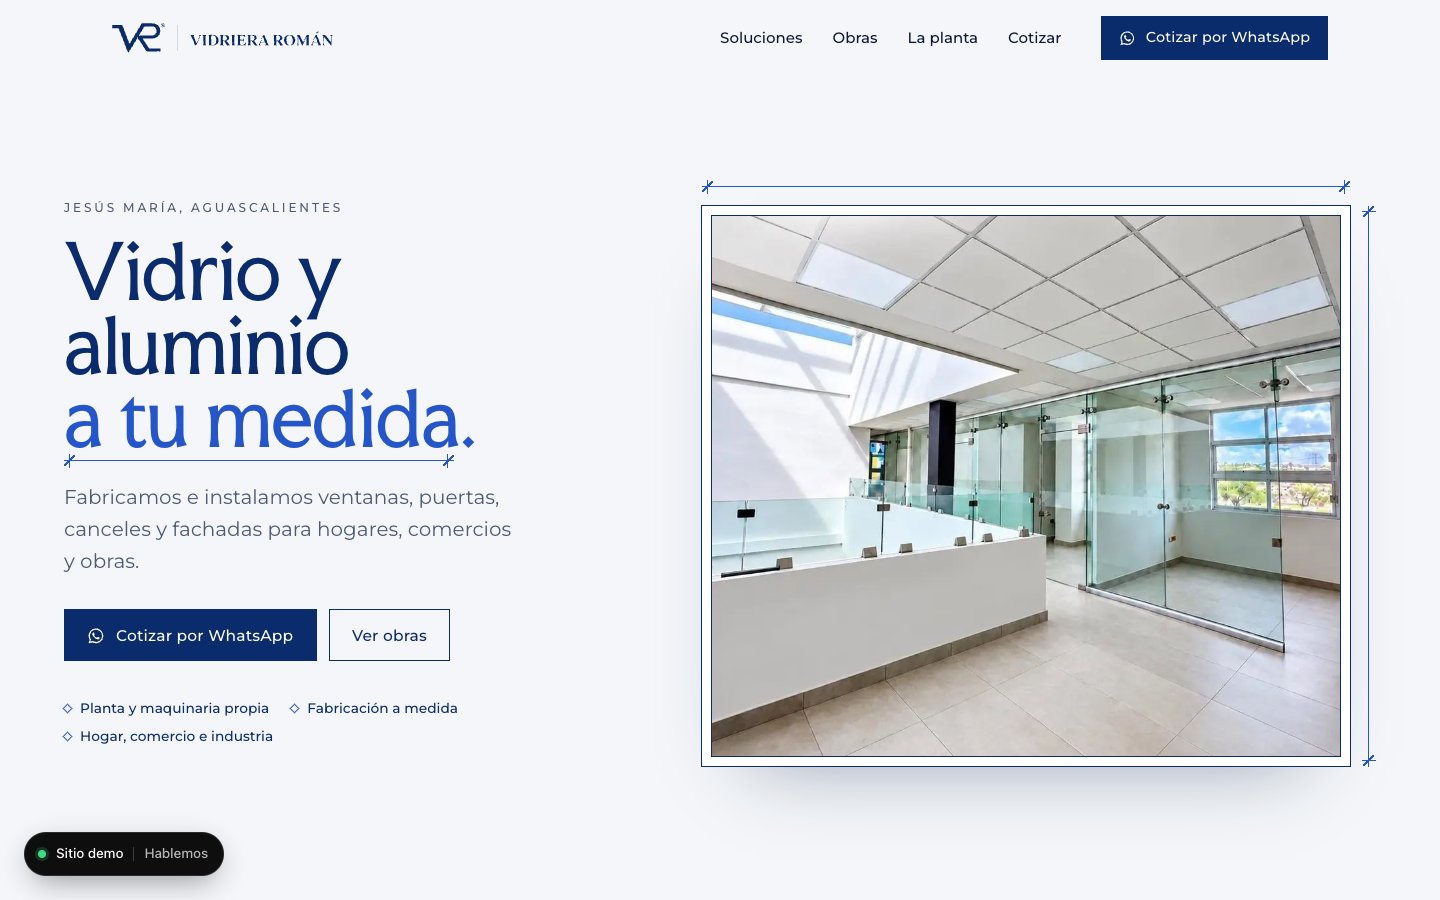 VR VIDRIERA ROMÁN
Soluciones Obras La planta Cotizar Cotizar por WhatsApp
JESÚS MARÍA, AGUASCALIENTES
Vidrio y
aluminio
a tu medida.
Fabricamos e instalamos ventanas, puertas,
canceles y fachadas para hogares, comercios
y obras.
Cotizar por WhatsApp Ver obras
Planta y maquinaria propia Fabricación a medida
Hogar, comercio e industria
Sitio demo Hablemos